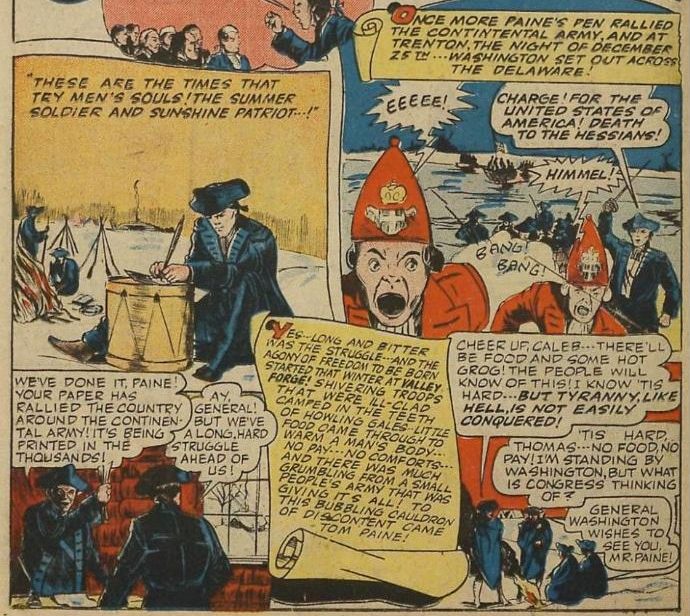 "THESE ARE THE TIMES THAT
TRY MEN'S SOULS! THE SUMMER
SOLDIER AND SUNSHINE PATRIOT...!"
ONCE MORE PAINE'S PEN RALLIED
THE CONTINTENTAL ARMY, AND AT
TRENTON, THE NIGHT OF DECEMBER
25TH...WASHINGTON SET OUT ACROSS
THE DELAWARE!
EEEEE!
CHARGE! FOR THE
UNITED STATES OF
AMERICA! DEATH
TO THE HESSIANS!
HIMMEL!
BANG!
BANG!
WE'VE DONE IT, PAINE!
YOUR PAPER HAS
RALLIED THE COUNTRY
AROUND THE CONTINEN-
TAL ARMY! IT'S BEING
PRINTED IN THE
THOUSANDS!
AY,
GENERAL!
BUT WE'VE
A LONG, HARD
STRUGGLE
AHEAD OF
US!
YES...LONG AND BITTER
WAS THE STRUGGLE...AND THE
AGONY OF FREEDOM TO BE BORN
STARTED THAT WINTER AT VALLEY
FORGE! SHIVERING TROOPS
THAT WERE ILL CLAD
CAMPED IN THE TEETH
OF HOWLING GALES...LITTLE
FOOD CAME THROUGH TO
WARM A MAN'S BODY...
NO PAY...NO COMFORTS...
AND THERE WAS MUCH
GRUMBLING FROM A SMALL
PEOPLE'S ARMY THAT WAS
GIVING IT'S ALL! TO
THIS BUBBLING CAULDRON
OF DISCONTENT CAME
TOM PAINE!
CHEER UP, CALEB...THERE'LL
BE FOOD AND SOME HOT
GROG! THE PEOPLE WILL
KNOW OF THIS! I KNOW 'TIS
HARD...BUT TYRANNY, LIKE
HELL, IS NOT EASILY
CONQUERED!
'TIS HARD,
THOMAS...NO FOOD, NO
PAY! I'M STANDING BY
WASHINGTON, BUT WHAT
IS CONGRESS THINKING
OF?
GENERAL
WASHINGTON
WISHES TO
SEE YOU,
MR. PAINE!